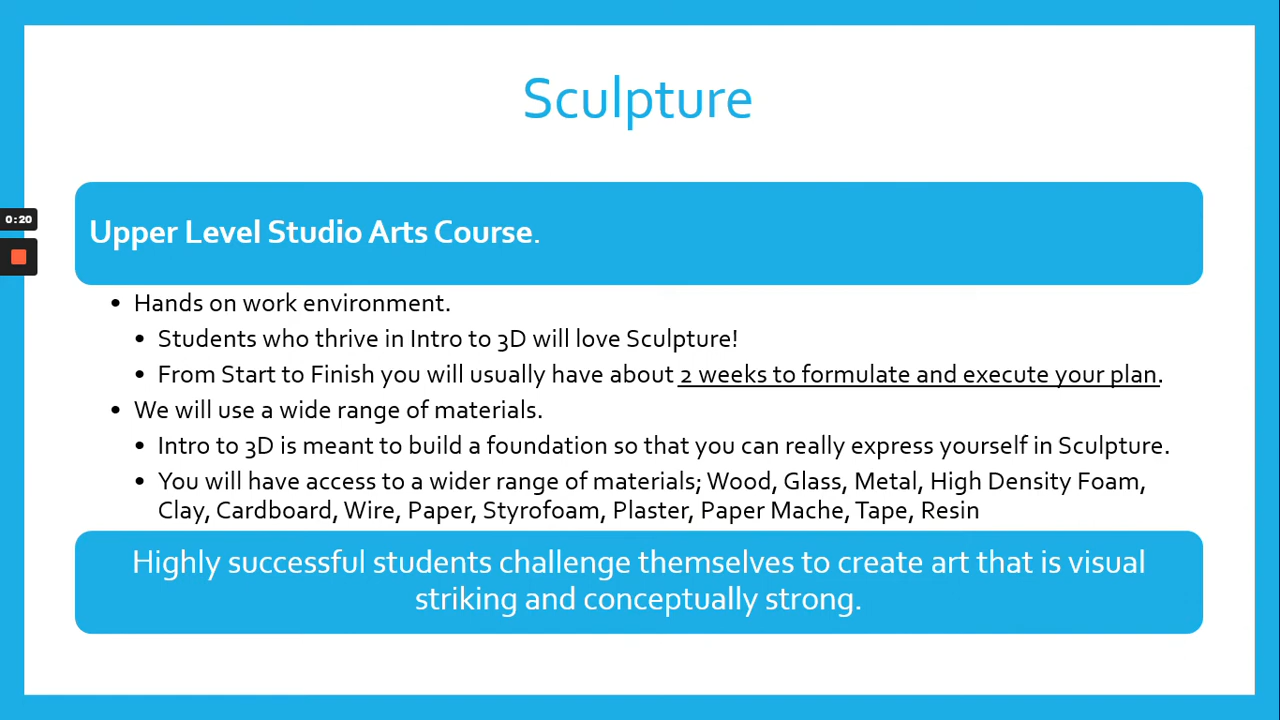 Sculpture
Upper Level Studio Arts Course.
0:20
• Hands on work environment.
• Students who thrive in Intro to 3D will love Sculpture!
• From Start to Finish you will usually have about 2 weeks to formulate and execute your plan.
• We will use a wide range of materials.
• Intro to 3D is meant to build a foundation so that you can really express yourself in Sculpture.
• You will have access to a wider range of materials; Wood, Glass, Metal, High Density Foam,
Clay, Cardboard, Wire, Paper, Styrofoam, Plaster, Paper Mache, Tape, Resin
Highly successful students challenge themselves to create art that is visual
striking and conceptually strong.